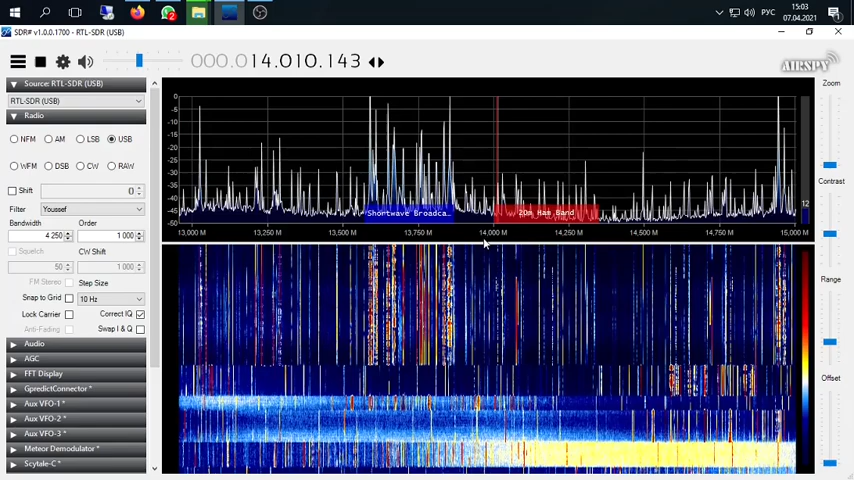 2
15:03
РУС
07.04.2021
1
SDR# v1.0.0.1700 - RTL-SDR (USB)
000.014.010.143
AIRSPY
Source: RTL-SDR (USB)
RTL-SDR (USB)
Radio
NFM AM LSB USB
WFM DSB CW RAW
Shift 0
Filter Youssef
Bandwidth Order
4 250 1 000
Squelch CW Shift
50 1 000
FM Stereo Step Size
Snap to Grid 10 Hz
Lock Carrier Correct IQ
Anti-Fading Swap I & Q
Audio
AGC
FFT Display
GpredictConnector *
Aux VFO-1 *
Aux VFO-2 *
Aux VFO-3 *
Meteor Demodulator *
Scytale-C *
0
-5
-10
-15
-20
-25
-30
-35
-40
-45
-50
Shortwave Broadca...
20m Ham Band
12
13,000 M 13,250 M 13,500 M 13,750 M 14,000 M 14,250 M 14,500 M 14,750 M 15,000 M
Zoom
Contrast
Range
Offset